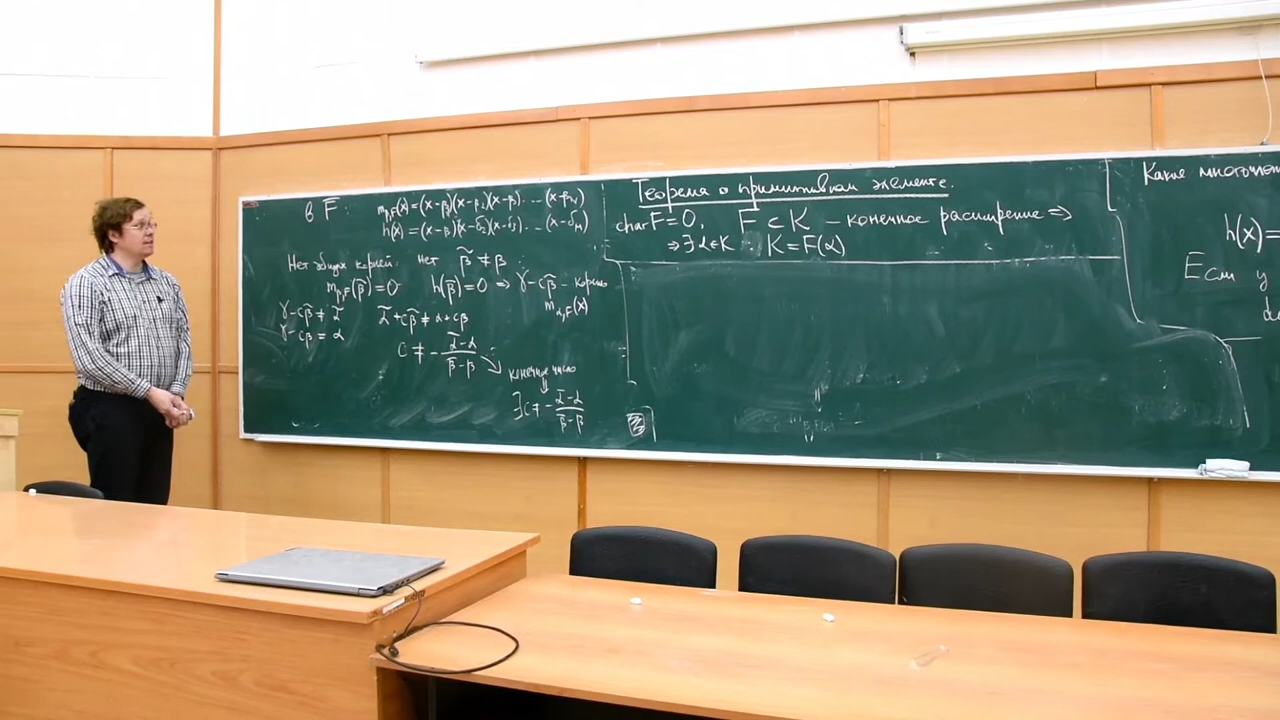 в F:
m_{β,F}(x) = (x-β)(x-β₂)(x-β₃) ... (x-β_n)
h(x) = (x-β)(x-δ₂)(x-δ₃) ... (x-δ_M)
Нет общих корней: нет β̃ ≠ β :
m_{β,F}(β̃) = 0 h(β̃) = 0 ⇒ γ-cβ̃ - корень
m_{α,F}(x)
γ-cβ̃ ≠ α̃ α̃+cβ̃ ≠ α+cβ
γ-cβ = α
c ≠ - (α̃-α)/(β̃-β)
конечное число
⇓
∃c ≠ - (α̃-α)/(β̃-β)
Теорема о примитивном элементе.
char F = 0, F ⊂ K - конечное расширение ⇒
⇒ ∃ α ∈ K : K = F(α)
Какие многочлен
h(x) =
Если у